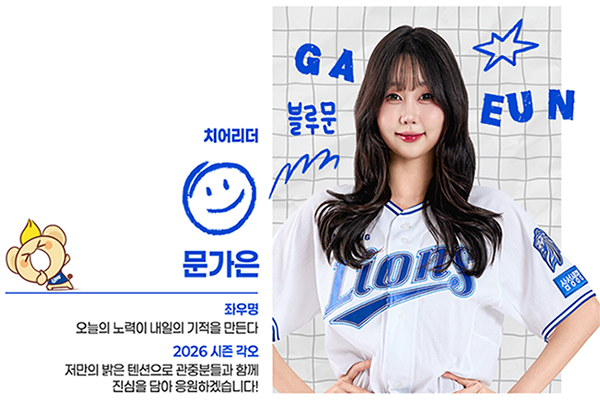 치어리더
문가은
좌우명
오늘의 노력이 내일의 기적을 만든다
2026 시즌 각오
저만의 밝은 텐션으로 관중분들과 함께
진심을 담아 응원하겠습니다!
GA
EUN
블루문
Lions